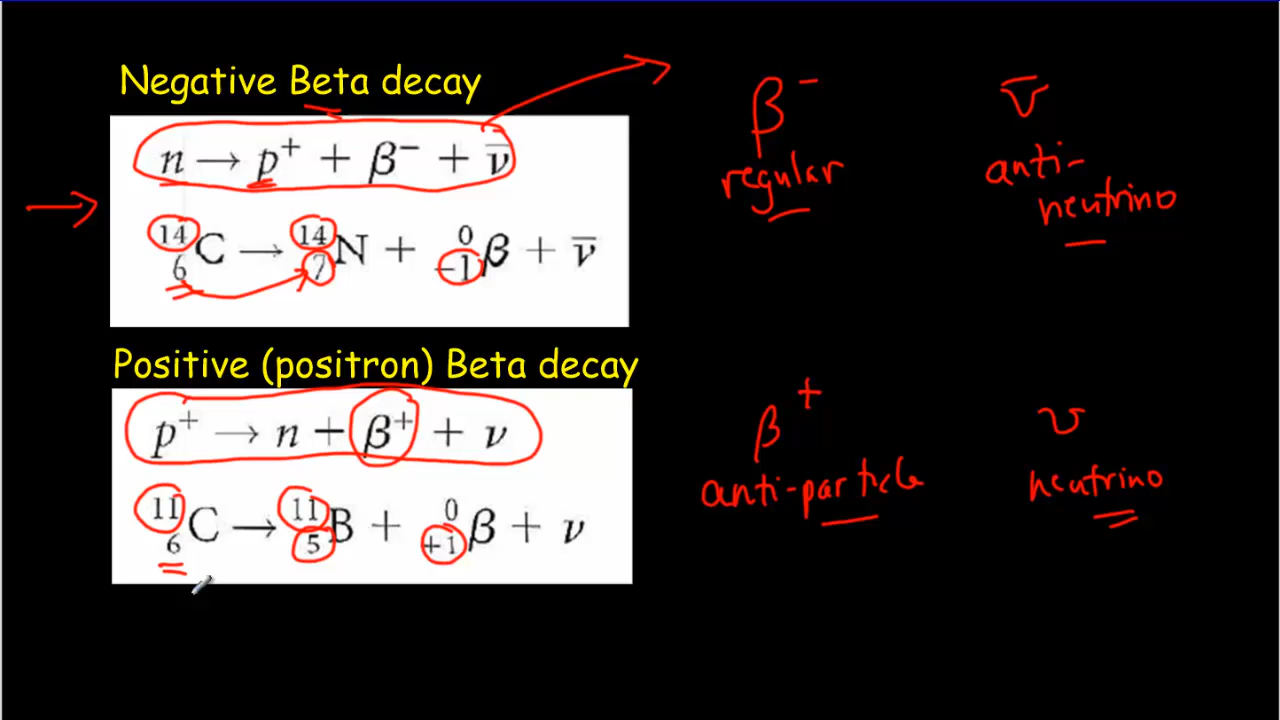 Negative Beta decay
n → p⁺ + β⁻ + ν̅
¹⁴₆C → ¹⁴₇N + ⁰₋₁β + ν̅
β⁻
regular
ν̅
anti-
neutrino
Positive (positron) Beta decay
p⁺ → n + β⁺ + ν
¹¹₆C → ¹¹₅B + ⁰₊₁β + ν
β⁺
anti-particle
ν
neutrino